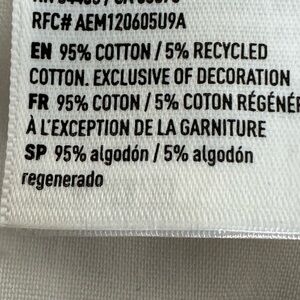 RFC# AEM120605U9A
EN 95% COTTON / 5% RECYCLED
COTTON. EXCLUSIVE OF DECORATION
FR 95% COTON / 5% COTON RÉGÉNÉR
À L'EXCEPTION DE LA GARNITURE
SP 95% algodón / 5% algodón
regenerado